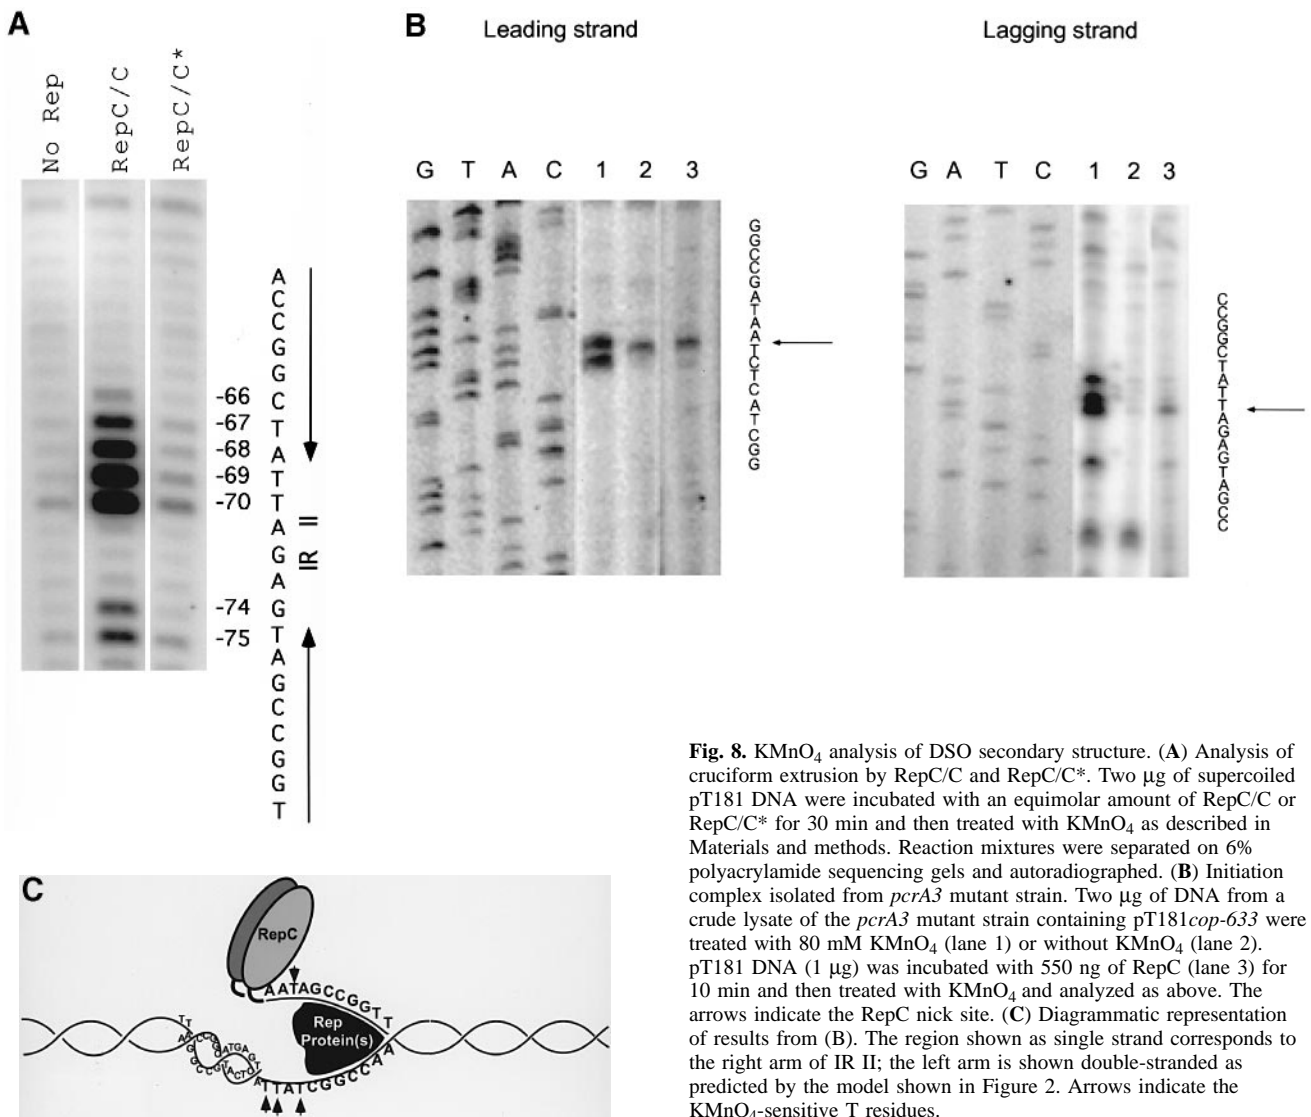 A
No Rep
RepC/C
RepC/C*
A
C
C
G
G
C
T
A
T
T
A
G
A
G
T
A
G
C
C
G
G
T
-66
-67
-68
-69
-70
-74
-75
IR II
B
Leading strand
G T A C 1 2 3
G
G
C
C
G
A
T
A
A
T
C
T
C
A
T
C
G
G
Lagging strand
G A T C 1 2 3
C
C
G
G
C
T
A
T
T
A
G
A
G
T
A
G
C
C
C
RepC
AATAGCCGGTT
Rep
Protein(s)
ATTATCGGCCAA
Fig. 8. KMnO4 analysis of DSO secondary structure. (A) Analysis of
cruciform extrusion by RepC/C and RepC/C*. Two μg of supercoiled
pT181 DNA were incubated with an equimolar amount of RepC/C or
RepC/C* for 30 min and then treated with KMnO4 as described in
Materials and methods. Reaction mixtures were separated on 6%
polyacrylamide sequencing gels and autoradiographed. (B) Initiation
complex isolated from pcrA3 mutant strain. Two μg of DNA from a
crude lysate of the pcrA3 mutant strain containing pT181cop-633 were
treated with 80 mM KMnO4 (lane 1) or without KMnO4 (lane 2).
pT181 DNA (1 μg) was incubated with 550 ng of RepC (lane 3) for
10 min and then treated with KMnO4 and analyzed as above. The
arrows indicate the RepC nick site. (C) Diagrammatic representation
of results from (B). The region shown as single strand corresponds to
the right arm of IR II; the left arm is shown double-stranded as
predicted by the model shown in Figure 2. Arrows indicate the
KMnO4-sensitive T residues.